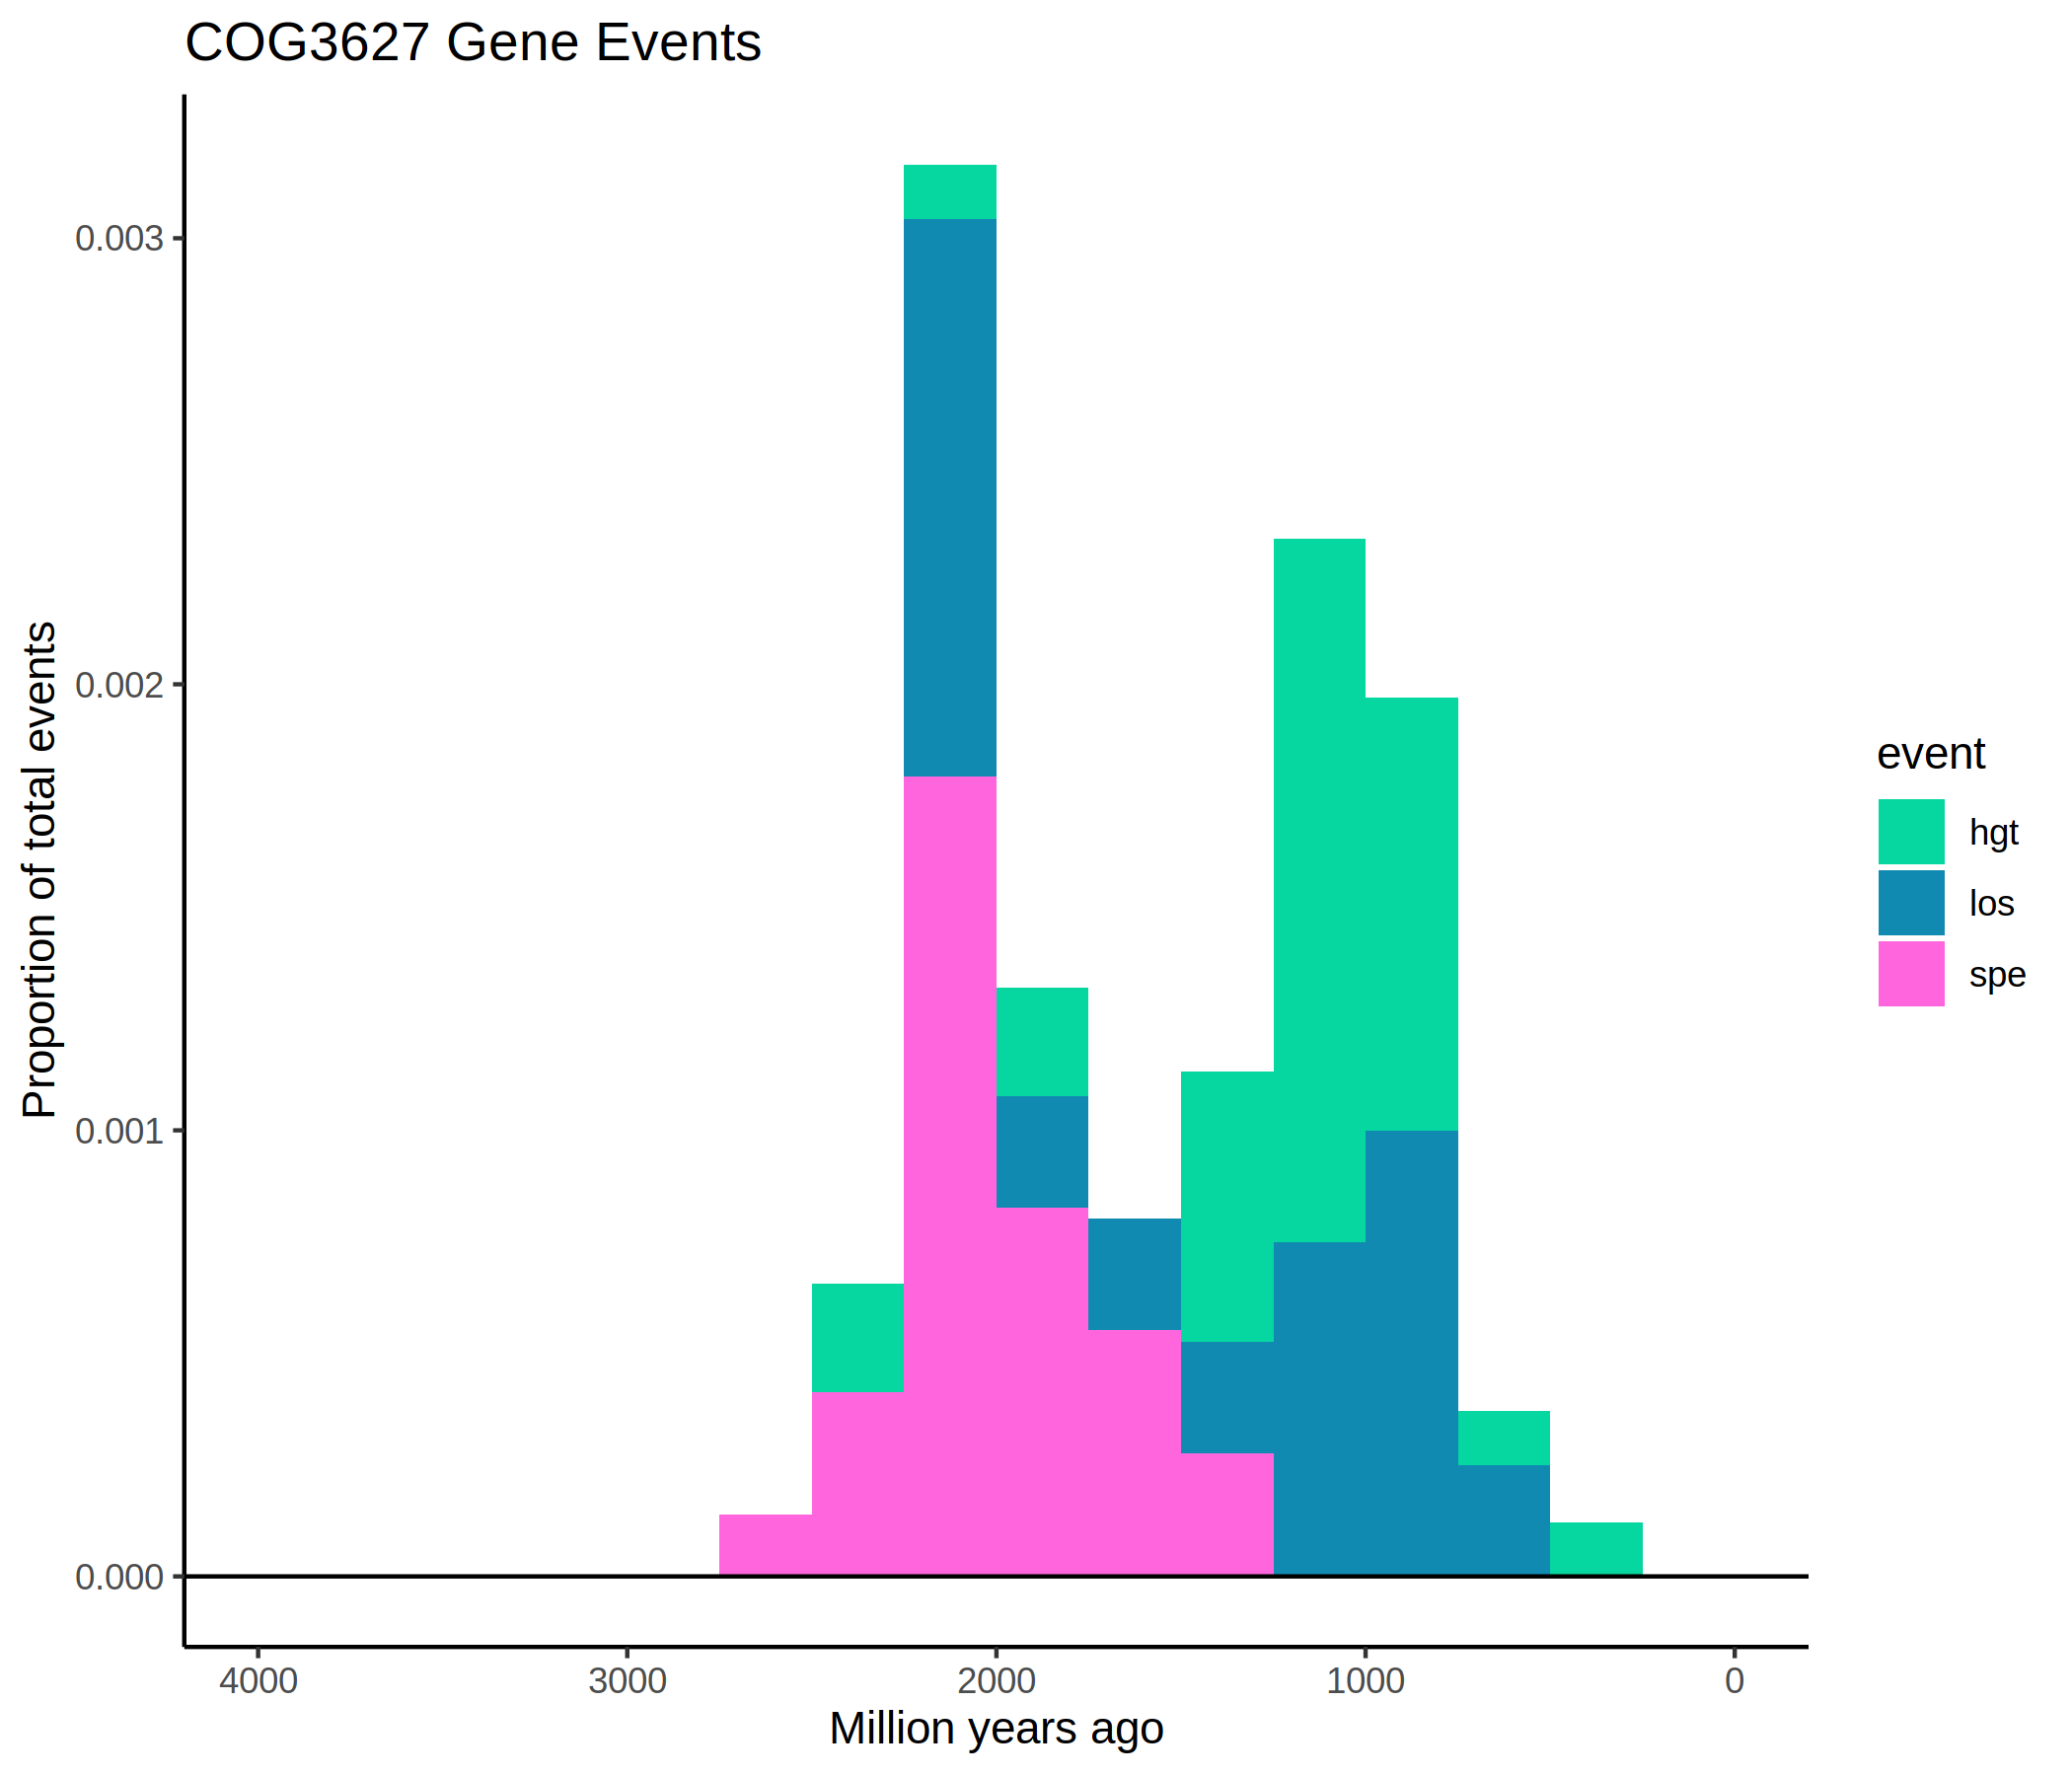 COG3627 Gene Events
Proportion of total events
0.003
0.002
0.001
0.000
4000 3000 2000 1000 0
Million years ago
event
hgt
los
spe